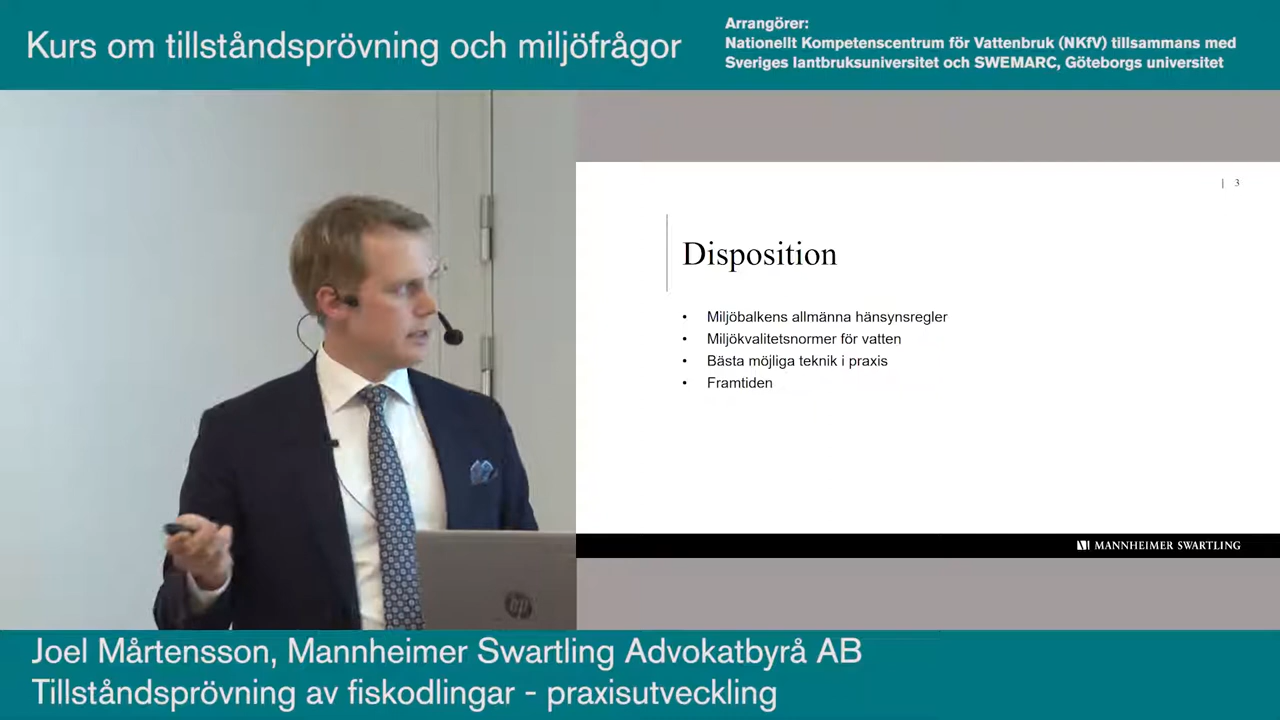 Kurs om tillståndsprövning och miljöfrågor
Arrangörer:
Nationellt Kompetenscentrum för Vattenbruk (NKfV) tillsammans med
Sveriges lantbruksuniversitet och SWEMARC, Göteborgs universitet
| 3
Disposition
• Miljöbalkens allmänna hänsynsregler
• Miljökvalitetsnormer för vatten
• Bästa möjliga teknik i praxis
• Framtiden
MANNHEIMER SWARTLING
hp
Joel Mårtensson, Mannheimer Swartling Advokatbyrå AB
Tillståndsprövning av fiskodlingar - praxisutveckling